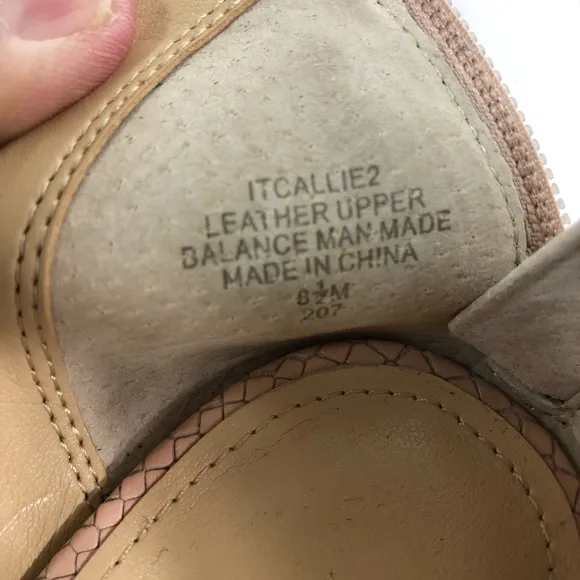 ITCALLIE2
LEATHER UPPER
BALANCE MAN MADE
MADE IN CHINA
8½M
207